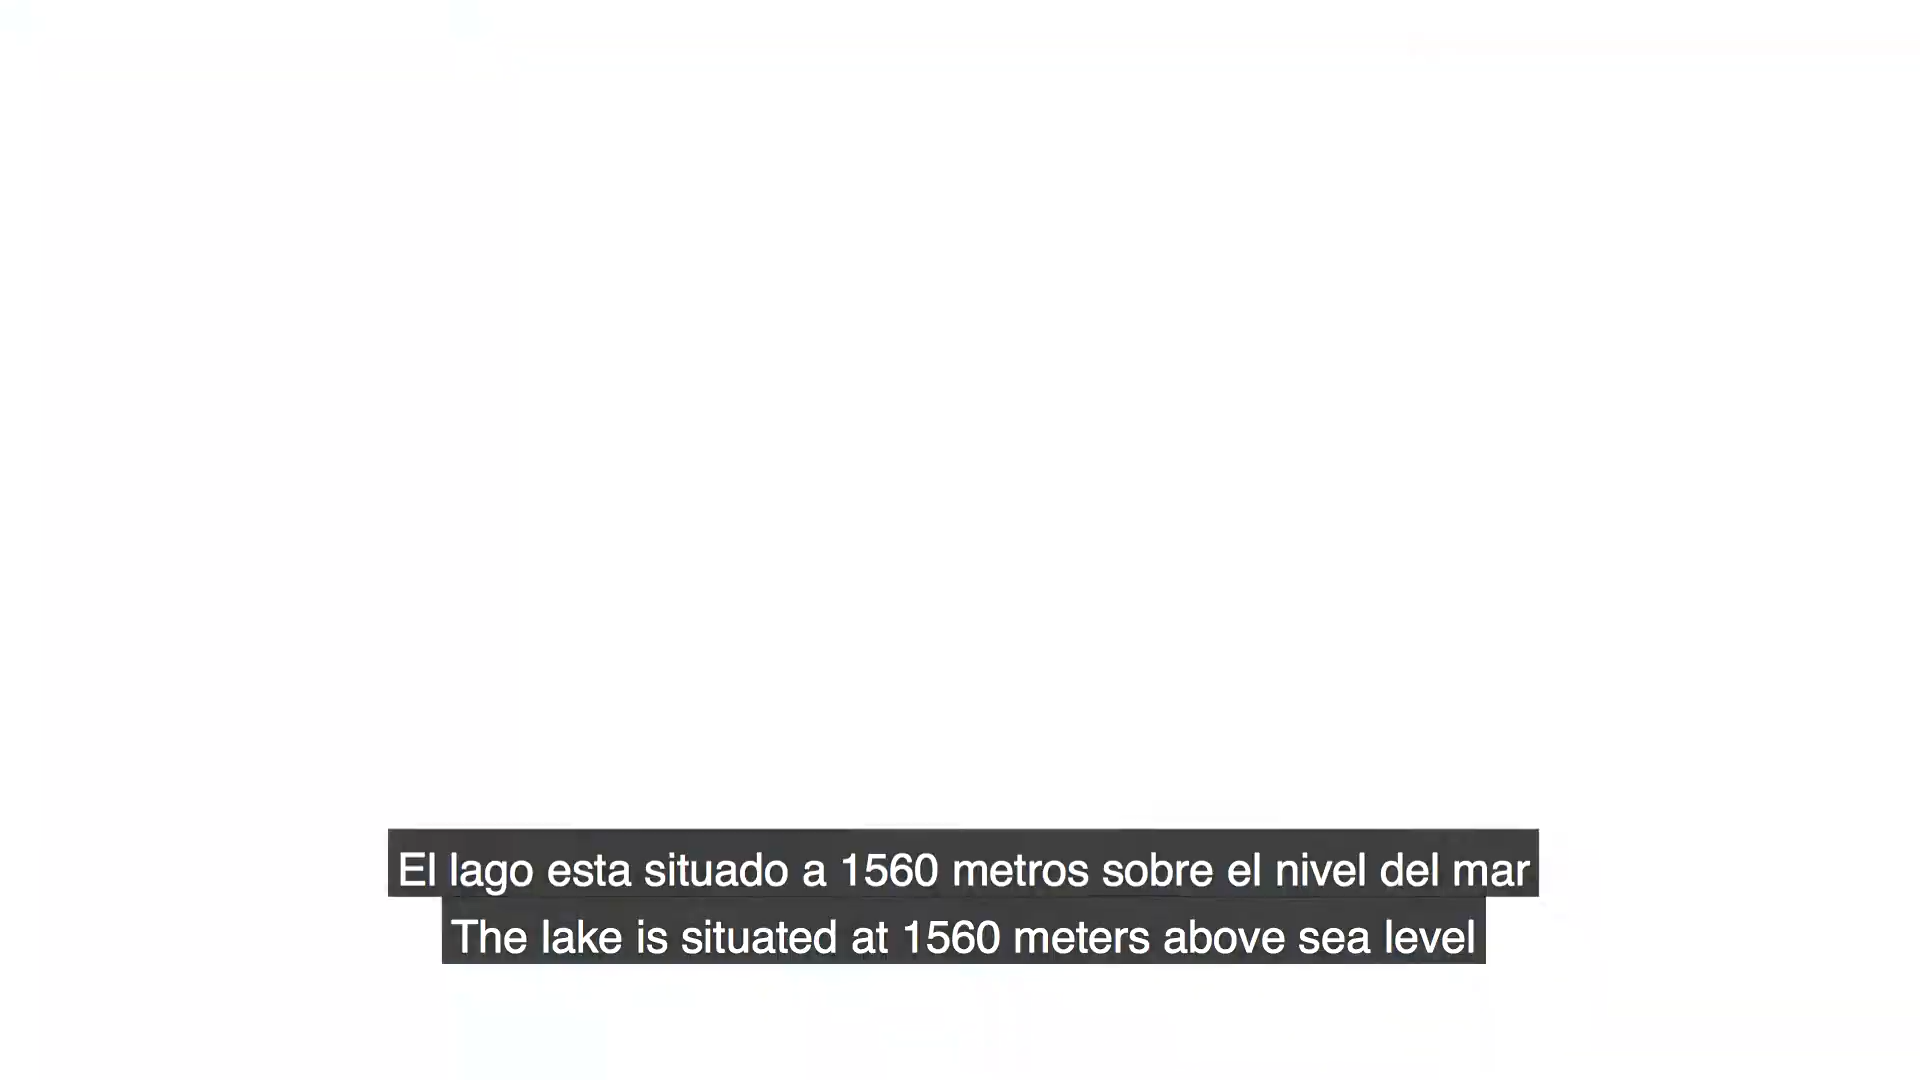 El lago esta situado a 1560 metros sobre el nivel del mar
The lake is situated at 1560 meters above sea level